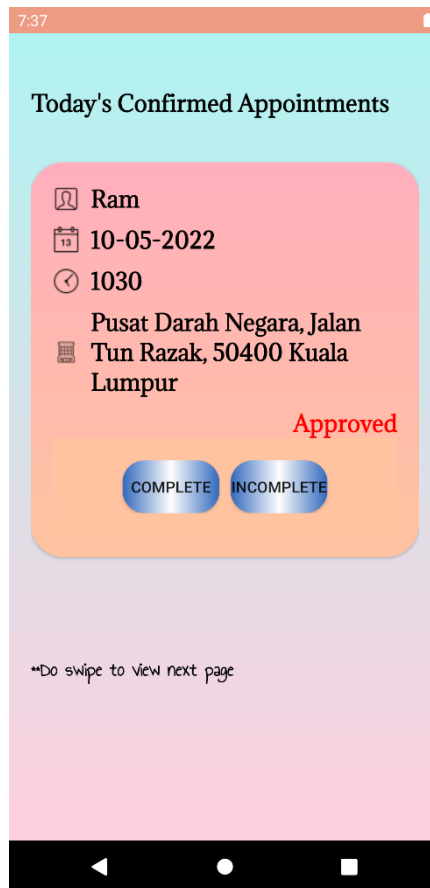 7:37
Today's Confirmed Appointments
Ram
13
10-05-2022
1030
Pusat Darah Negara, Jalan
Tun Razak, 50400 Kuala
Lumpur
Approved
COMPLETE
INCOMPLETE
**Do swipe to view next page